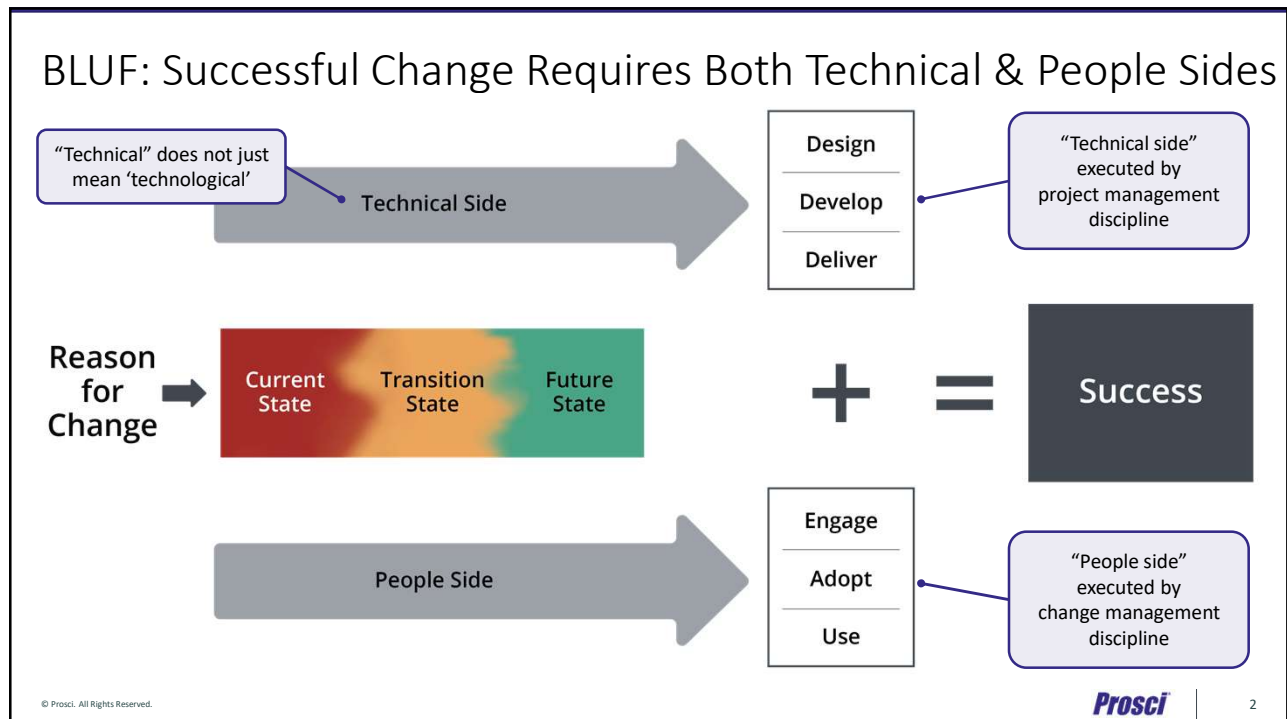 BLUF: Successful Change Requires Both Technical & People Sides
“Technical” does not just
mean ‘technological’
Technical Side
Design
Develop
Deliver
“Technical side”
executed by
project management
discipline
Reason
for
Change
Current
State
Transition
State
Future
State
+
=
Success
People Side
Engage
Adopt
Use
“People side”
executed by
change management
discipline
© Prosci. All Rights Reserved.
Prosci
2